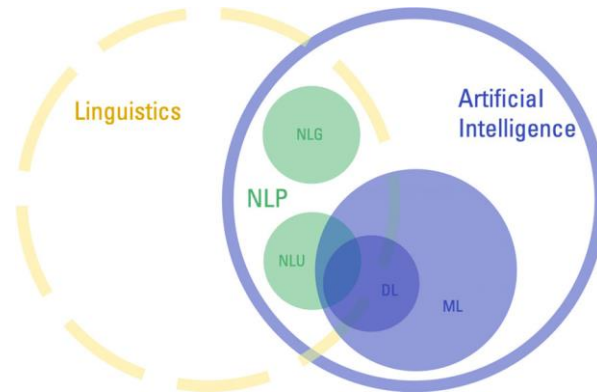 Linguistics
Artificial
Intelligence
NLG
NLP
NLU
DL
ML